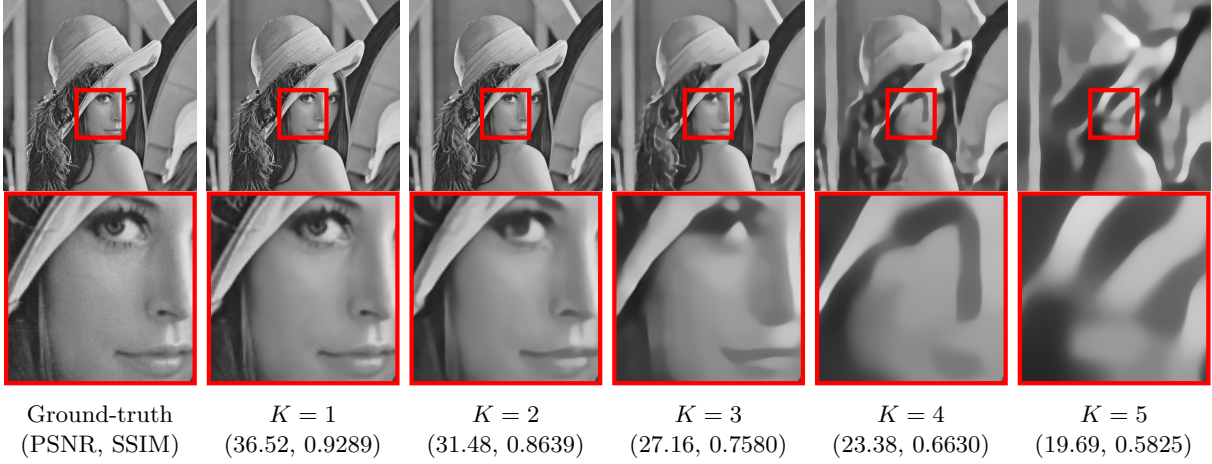 Ground-truth K = 1 K = 2 K = 3 K = 4 K = 5
(PSNR, SSIM) (36.52, 0.9289) (31.48, 0.8639) (27.16, 0.7580) (23.38, 0.6630) (19.69, 0.5825)